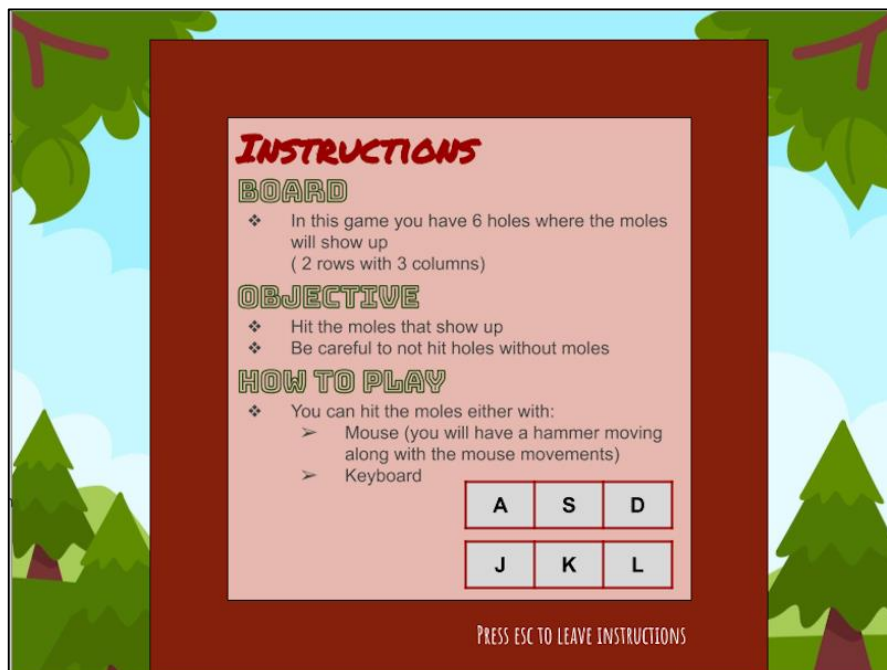 INSTRUCTIONS
BOARD
❖ In this game you have 6 holes where the moles
will show up
( 2 rows with 3 columns)
OBJECTIVE
❖ Hit the moles that show up
❖ Be careful to not hit holes without moles
HOW TO PLAY
❖ You can hit the moles either with:
➢ Mouse (you will have a hammer moving
along with the mouse movements)
➢ Keyboard
A S D
J K L
PRESS ESC TO LEAVE INSTRUCTIONS